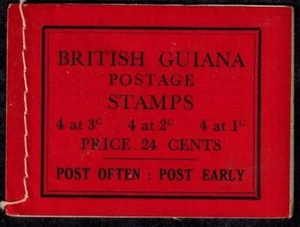 BRITISH GUIANA
POSTAGE
STAMPS
4 at 3c 4 at 2c 4 at 1c
PRICE 24 CENTS
POST OFTEN : POST EARLY